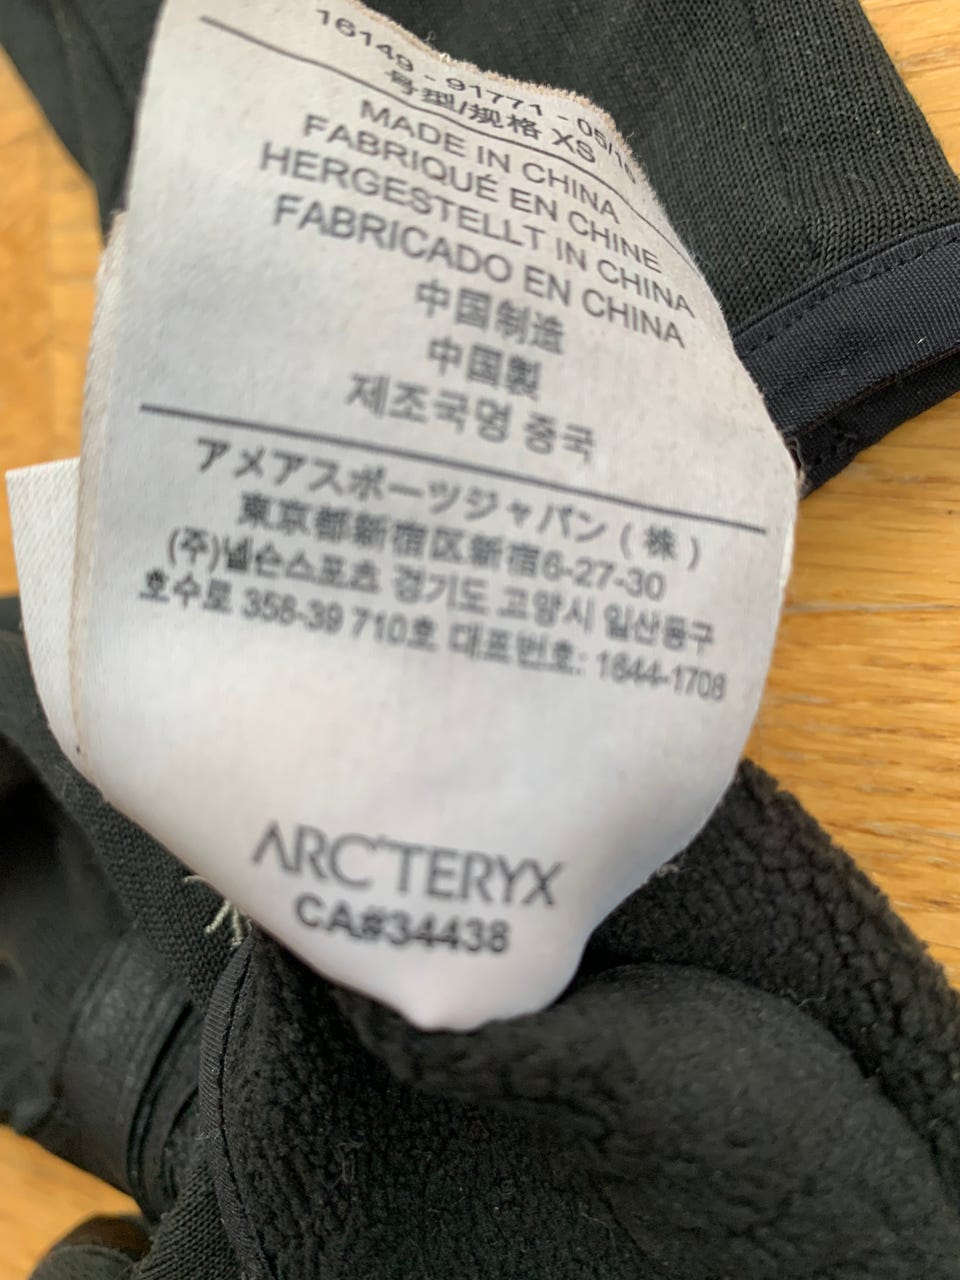 16149 - 91771 - 05/1
号型/规格 XS
MADE IN CHINA
FABRIQUÉ EN CHINE
HERGESTELLT IN CHINA
FABRICADO EN CHINA
中国制造
中国製
제조국명 중국
アメアスポーツジャパン (株)
東京都新宿区新宿6-27-30
(주)넬슨스포츠 경기도 고양시 일산동구
호수로 358-39 710호 대표번호: 1644-1708
ARC'TERYX
CA#34438